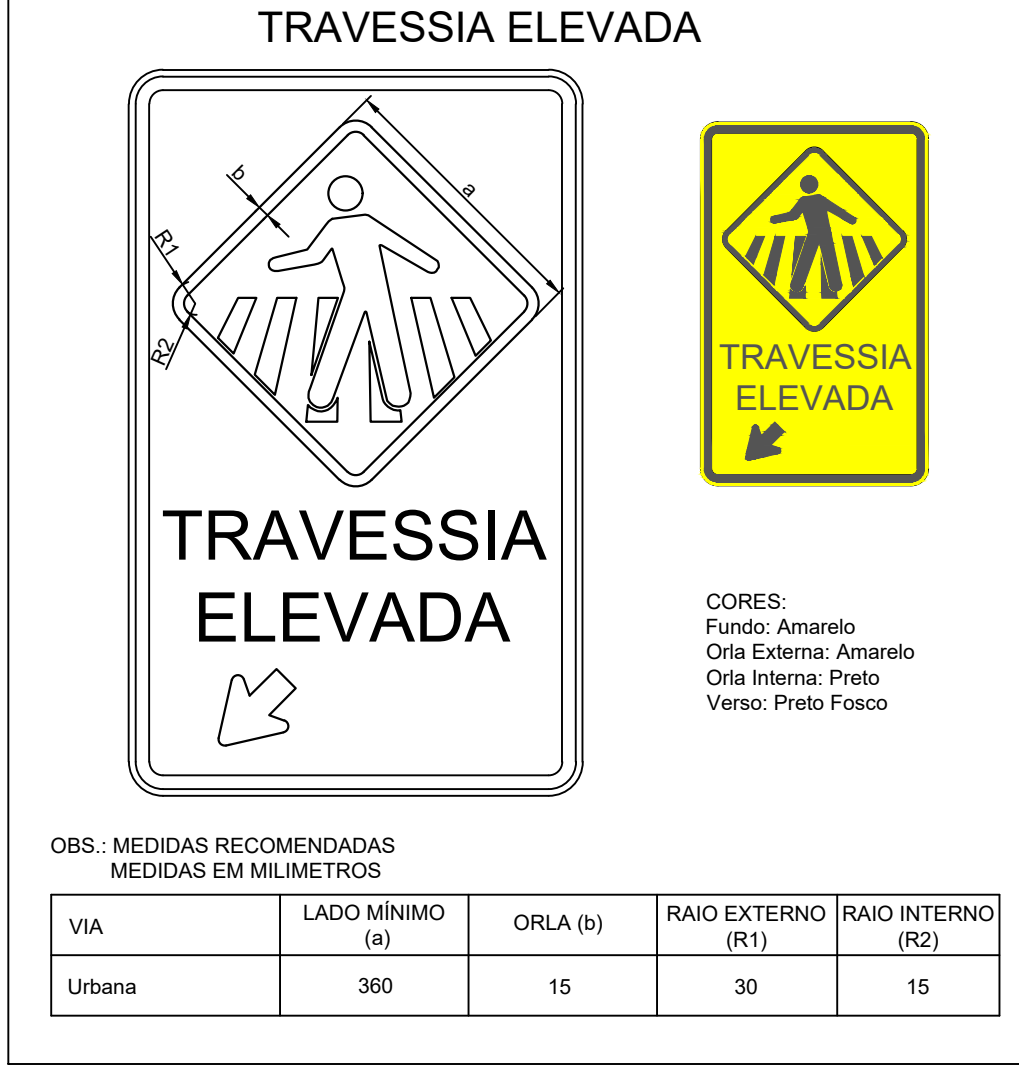 TRAVESSIA ELEVADA
b
a
R1
R2
TRAVESSIA
ELEVADA
TRAVESSIA
ELEVADA
CORES:
Fundo: Amarelo
Orla Externa: Amarelo
Orla Interna: Preto
Verso: Preto Fosco
OBS.: MEDIDAS RECOMENDADAS
MEDIDAS EM MILIMETROS
VIA
LADO MÍNIMO
(a)
ORLA (b)
RAIO EXTERNO
(R1)
RAIO INTERNO
(R2)
Urbana
360
15
30
15